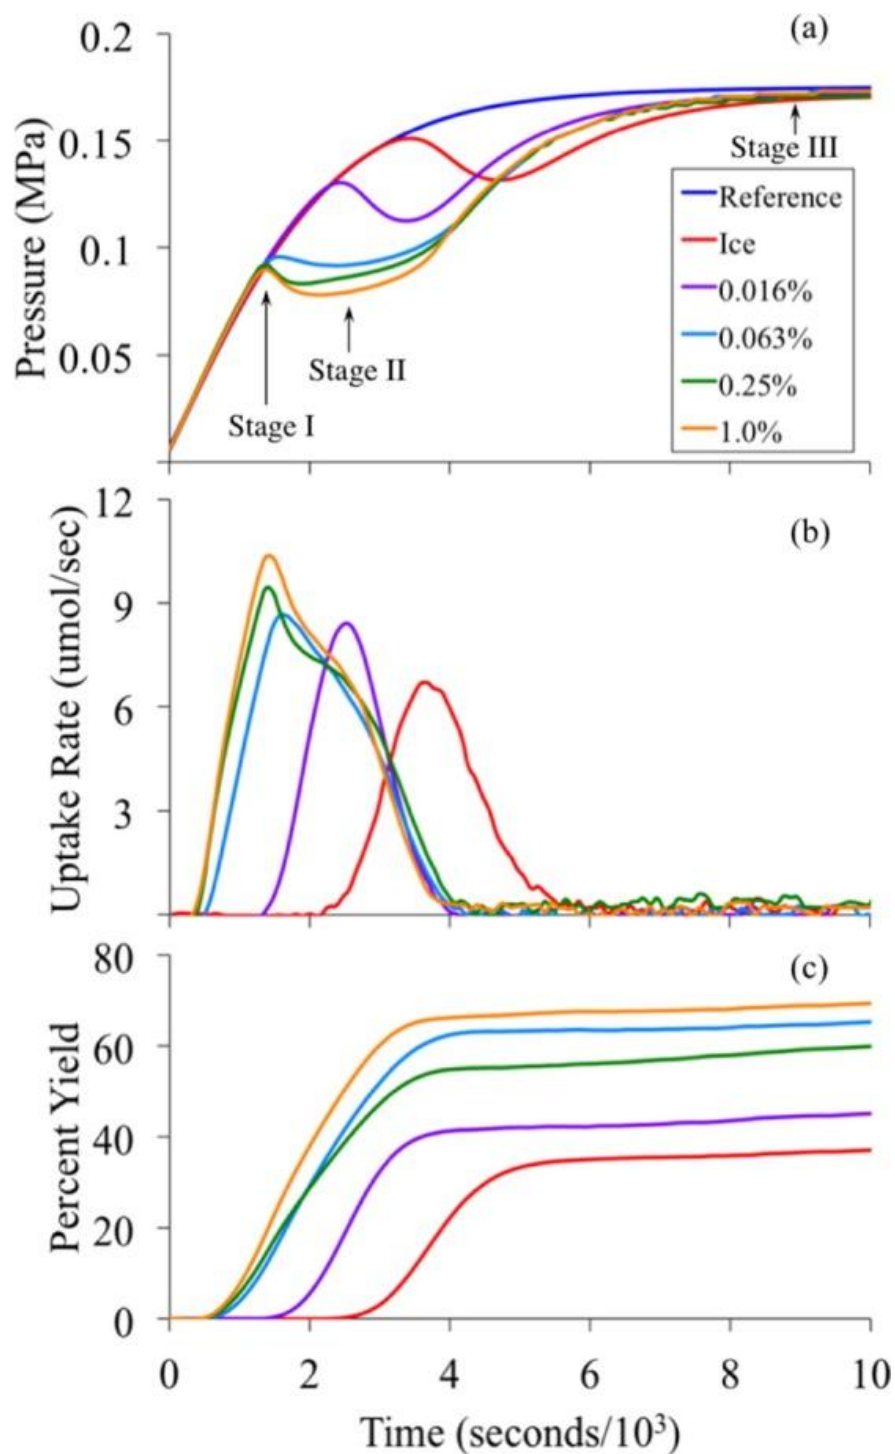 (a)
0.2
0.15
0.1
0.05
Pressure (MPa)
Stage I
Stage II
Stage III
Reference
Ice
0.016%
0.063%
0.25%
1.0%
(b)
12
9
6
3
Uptake Rate (umol/sec)
(c)
80
60
40
20
0
Percent Yield
0 2 4 6 8 10
Time (seconds/10³)